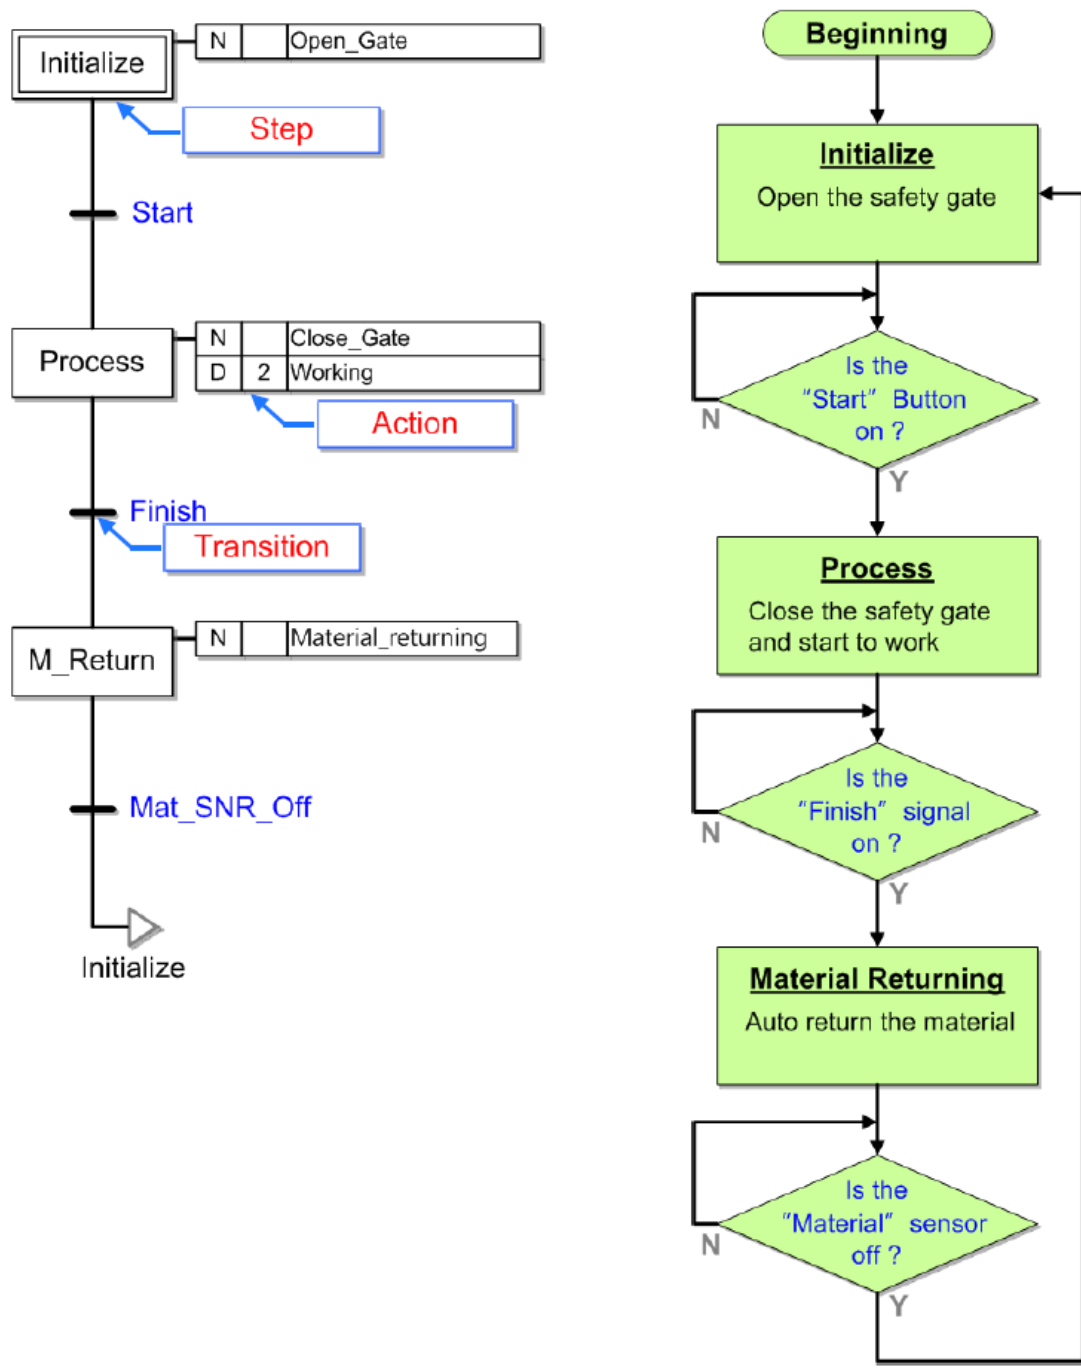 Initialize
N
Open_Gate
Step
Start
Process
N
Close_Gate
D
2
Working
Action
Finish
Transition
M_Return
N
Material_returning
Mat_SNR_Off
Initialize
Beginning
Initialize
Open the safety gate
Is the
"Start" Button
on ?
N
Y
Process
Close the safety gate
and start to work
Is the
"Finish" signal
on ?
N
Y
Material Returning
Auto return the material
Is the
"Material" sensor
off ?
N
Y